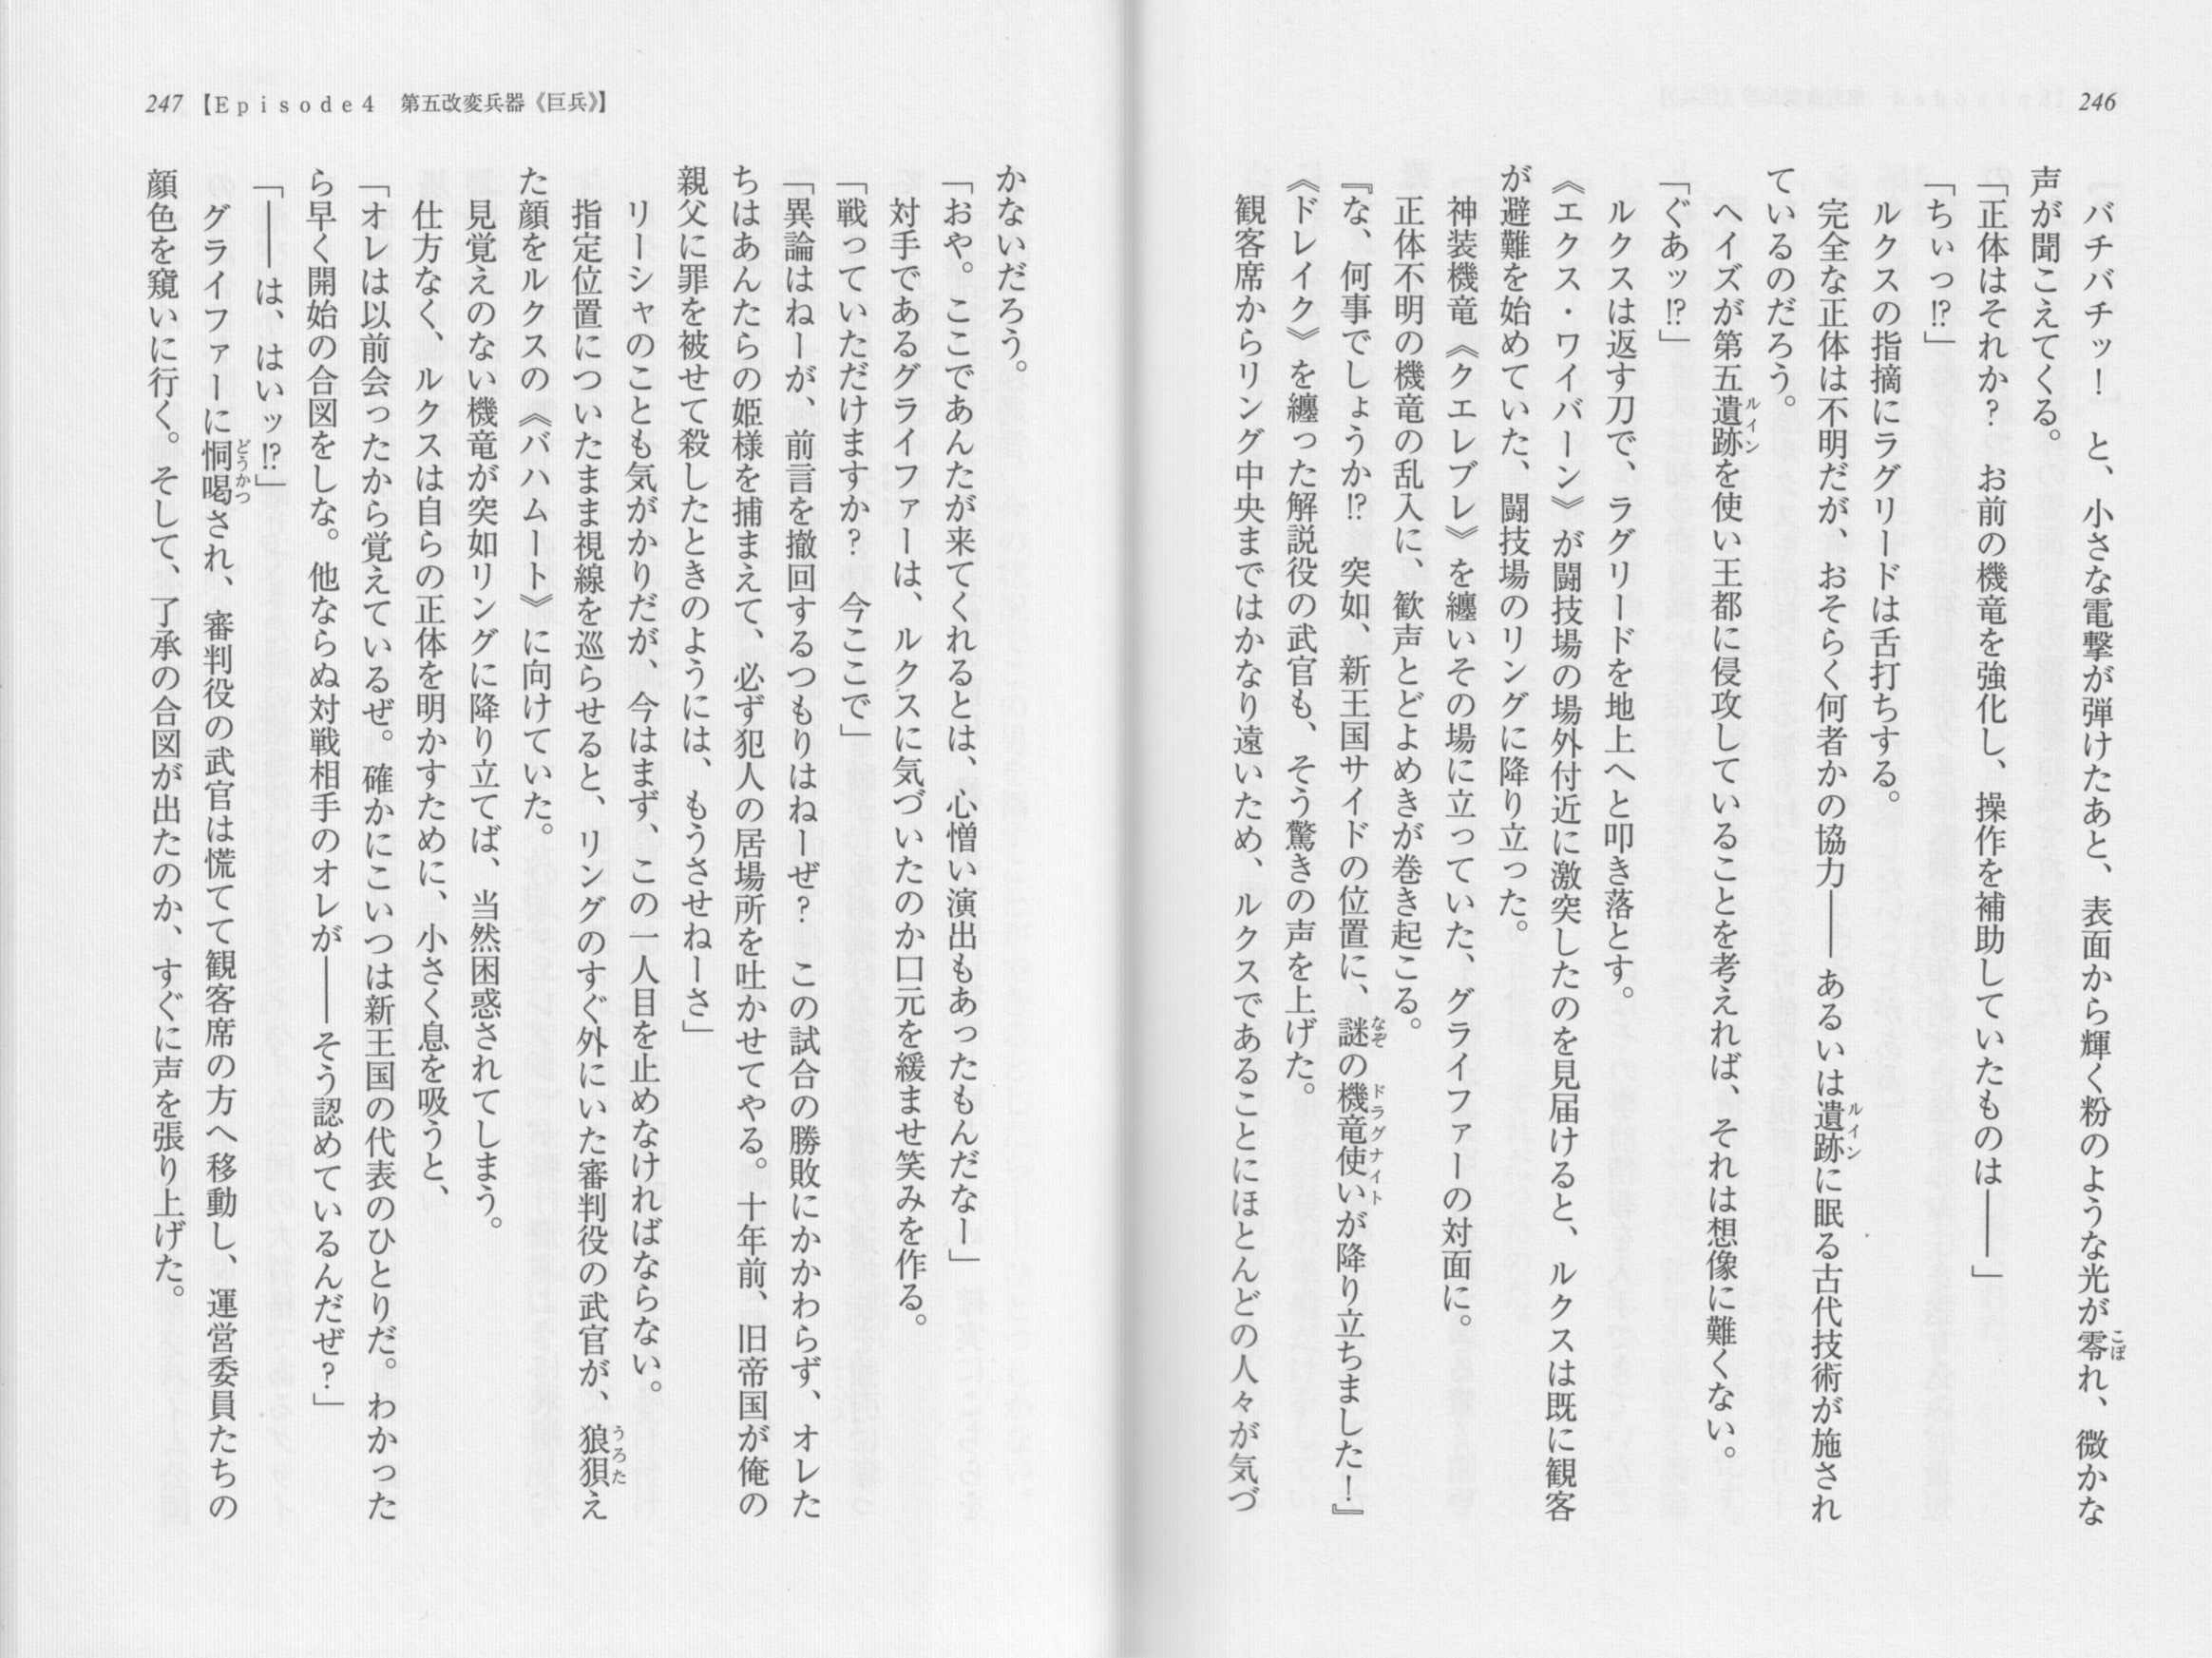 246
バチバチッ！　と、小さな電撃が弾けたあと、表面から輝く粉のような光が零れ、微かな
声が聞こえてくる。
「正体はそれか？　お前の機竜を強化し、操作を補助していたものは――」
「ちぃっ⁉」
ルクスの指摘にラグリードは舌打ちする。
完全な正体は不明だが、おそらく何者かの協力――あるいは遺跡に眠る古代技術が施され
ているのだろう。
ヘイズが第五遺跡を使い王都に侵攻していることを考えれば、それは想像に難くない。
「ぐあッ⁉」
ルクスは返す刀で、ラグリードを地上へと叩き落とす。
《エクス・ワイバーン》が闘技場の場外付近に激突したのを見届けると、ルクスは既に観客
が避難を始めていた、闘技場のリングに降り立った。
神装機竜《クエレブレ》を纏いその場に立っていた、グライファーの対面に。
正体不明の機竜の乱入に、歓声とどよめきが巻き起こる。
『な、何事でしょうか⁉　突如、新王国サイドの位置に、謎の機竜使いが降り立ちました！』
《ドレイク》を纏った解説役の武官も、そう驚きの声を上げた。
観客席からリング中央まではかなり遠いため、ルクスであることにほとんどの人々が気づ
247【Episode4　第五改変兵器《巨兵》】
かないだろう。
「おや。ここであんたが来てくれるとは、心憎い演出もあったもんだなー」
対手であるグライファーは、ルクスに気づいたのか口元を緩ませ笑みを作る。
「戦っていただけますか？　今ここで」
「異論はねーが、前言を撤回するつもりはねーぜ？　この試合の勝敗にかかわらず、オレた
ちはあんたらの姫様を捕まえて、必ず犯人の居場所を吐かせてやる。十年前、旧帝国が俺の
親父に罪を被せて殺したときのようには、もうさせねーさ」
リーシャのことも気がかりだが、今はまず、この一人目を止めなければならない。
指定位置についたまま視線を巡らせると、リングのすぐ外にいた審判役の武官が、狼狽え
た顔をルクスの《バハムート》に向けていた。
見覚えのない機竜が突如リングに降り立てば、当然困惑されてしまう。
仕方なく、ルクスは自らの正体を明かすために、小さく息を吸うと、
「オレは以前会ったから覚えているぜ。確かにこいつは新王国の代表のひとりだ。わかった
ら早く開始の合図をしな。他ならぬ対戦相手のオレが――そう認めているんだぜ？」
「――は、はいッ⁉」
グライファーに恫喝され、審判役の武官は慌てて観客席の方へ移動し、運営委員たちの
顔色を窺いに行く。そして、了承の合図が出たのか、すぐに声を張り上げた。